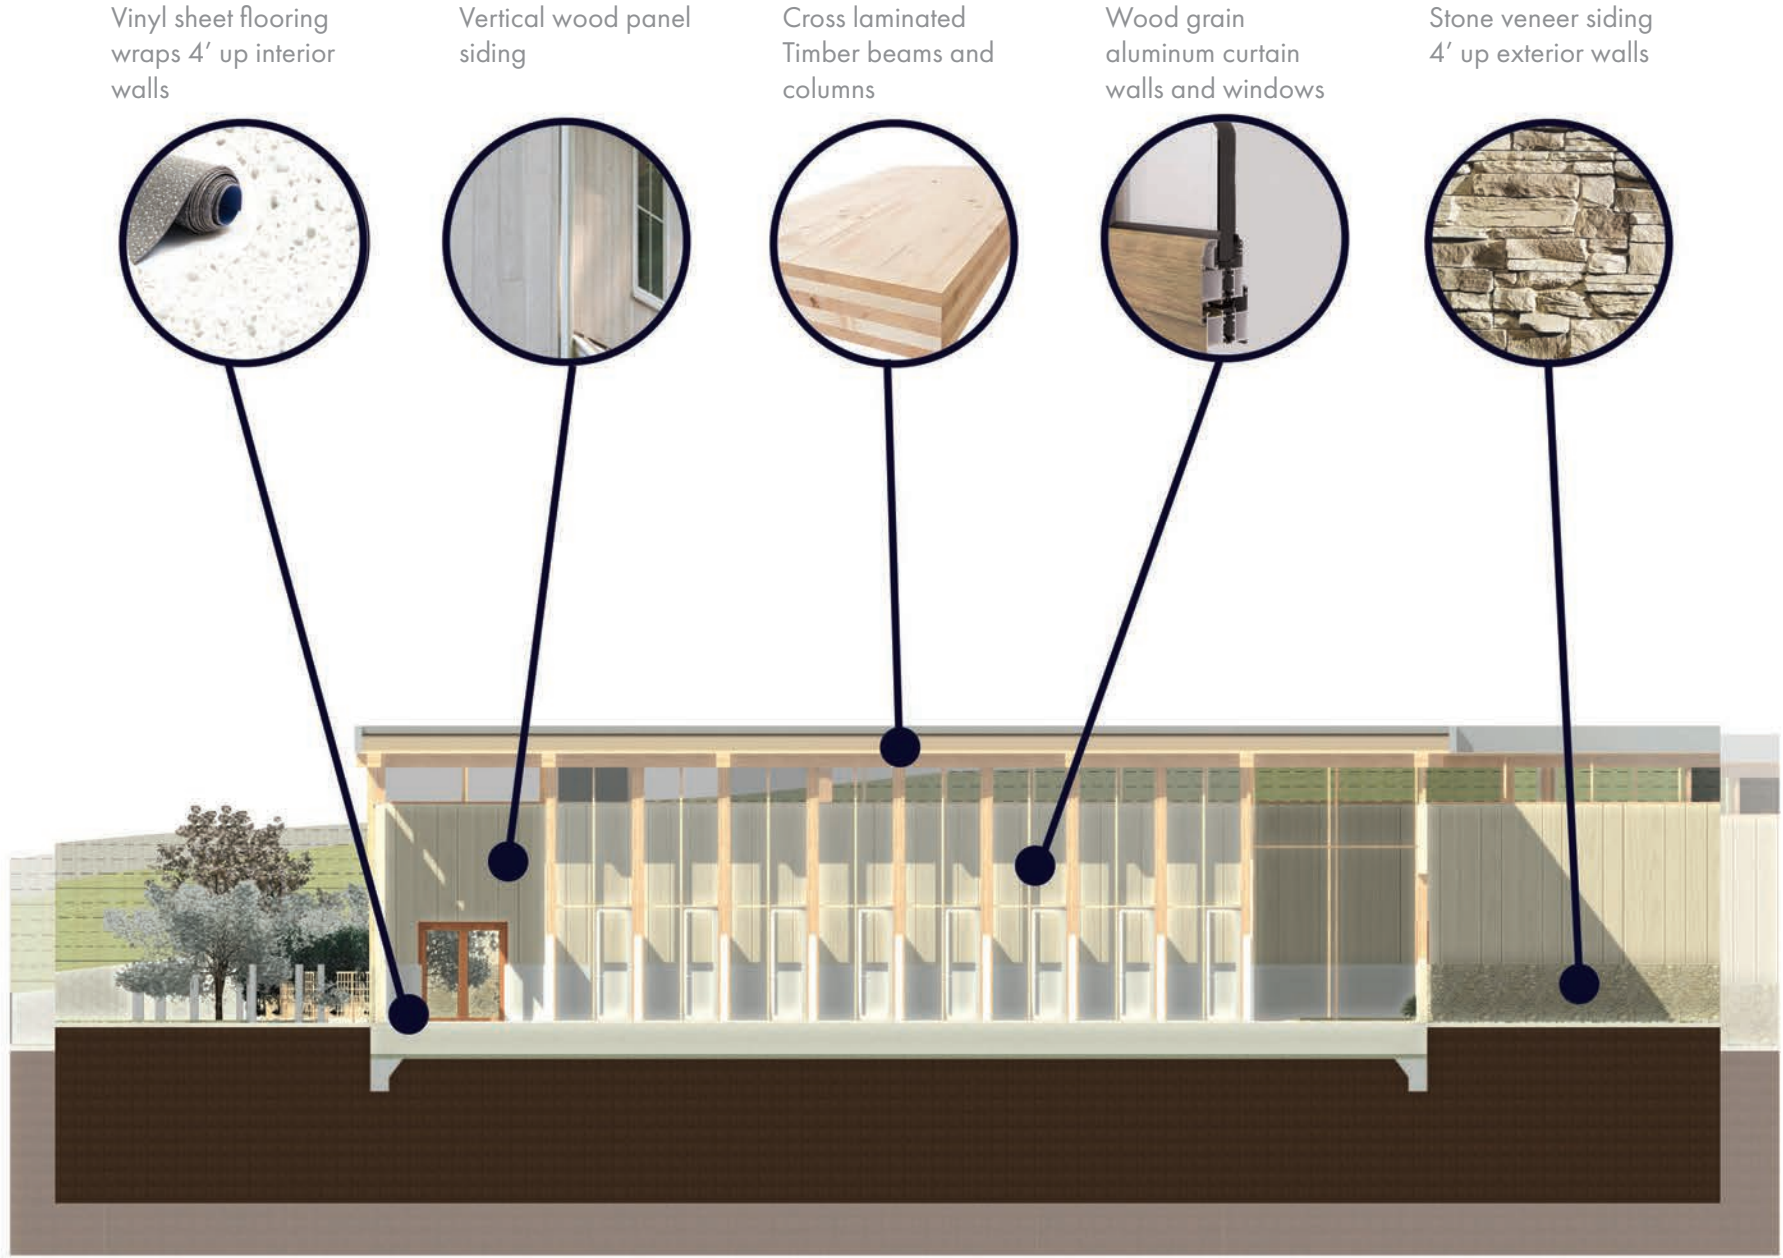 Vinyl sheet flooring
wraps 4’ up interior
walls
Vertical wood panel
siding
Cross laminated
Timber beams and
columns
Wood grain
aluminum curtain
walls and windows
Stone veneer siding
4’ up exterior walls